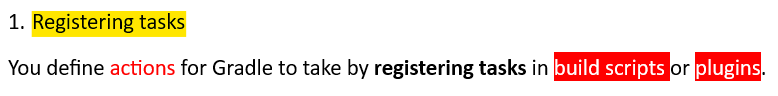 1. Registering tasks
You define actions for Gradle to take by registering tasks in build scripts or plugins.